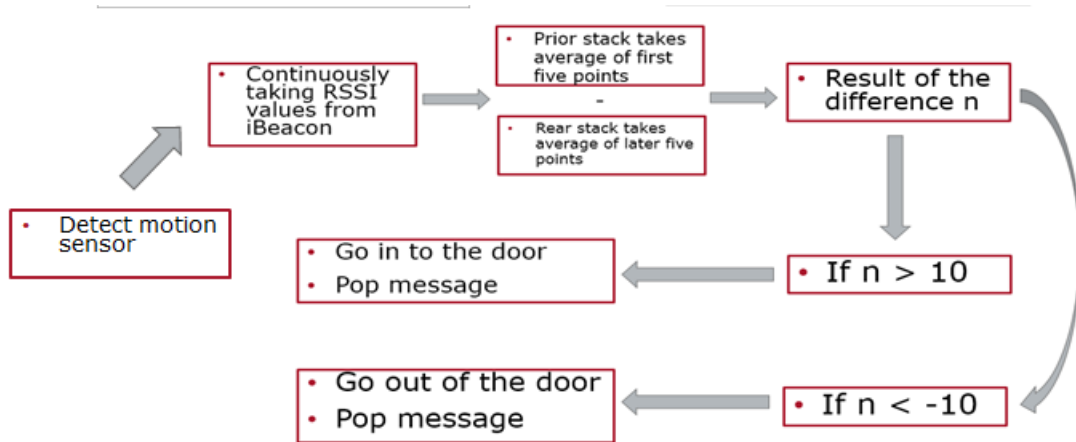 • Prior stack takes
average of first
five points
• Continuously
taking RSSI
values from
iBeacon
-
• Result of the
difference n
• Rear stack takes
average of later five
points
• Detect motion
sensor
• Go in to the door
• Pop message
• If n > 10
• Go out of the door
• Pop message
• If n < -10